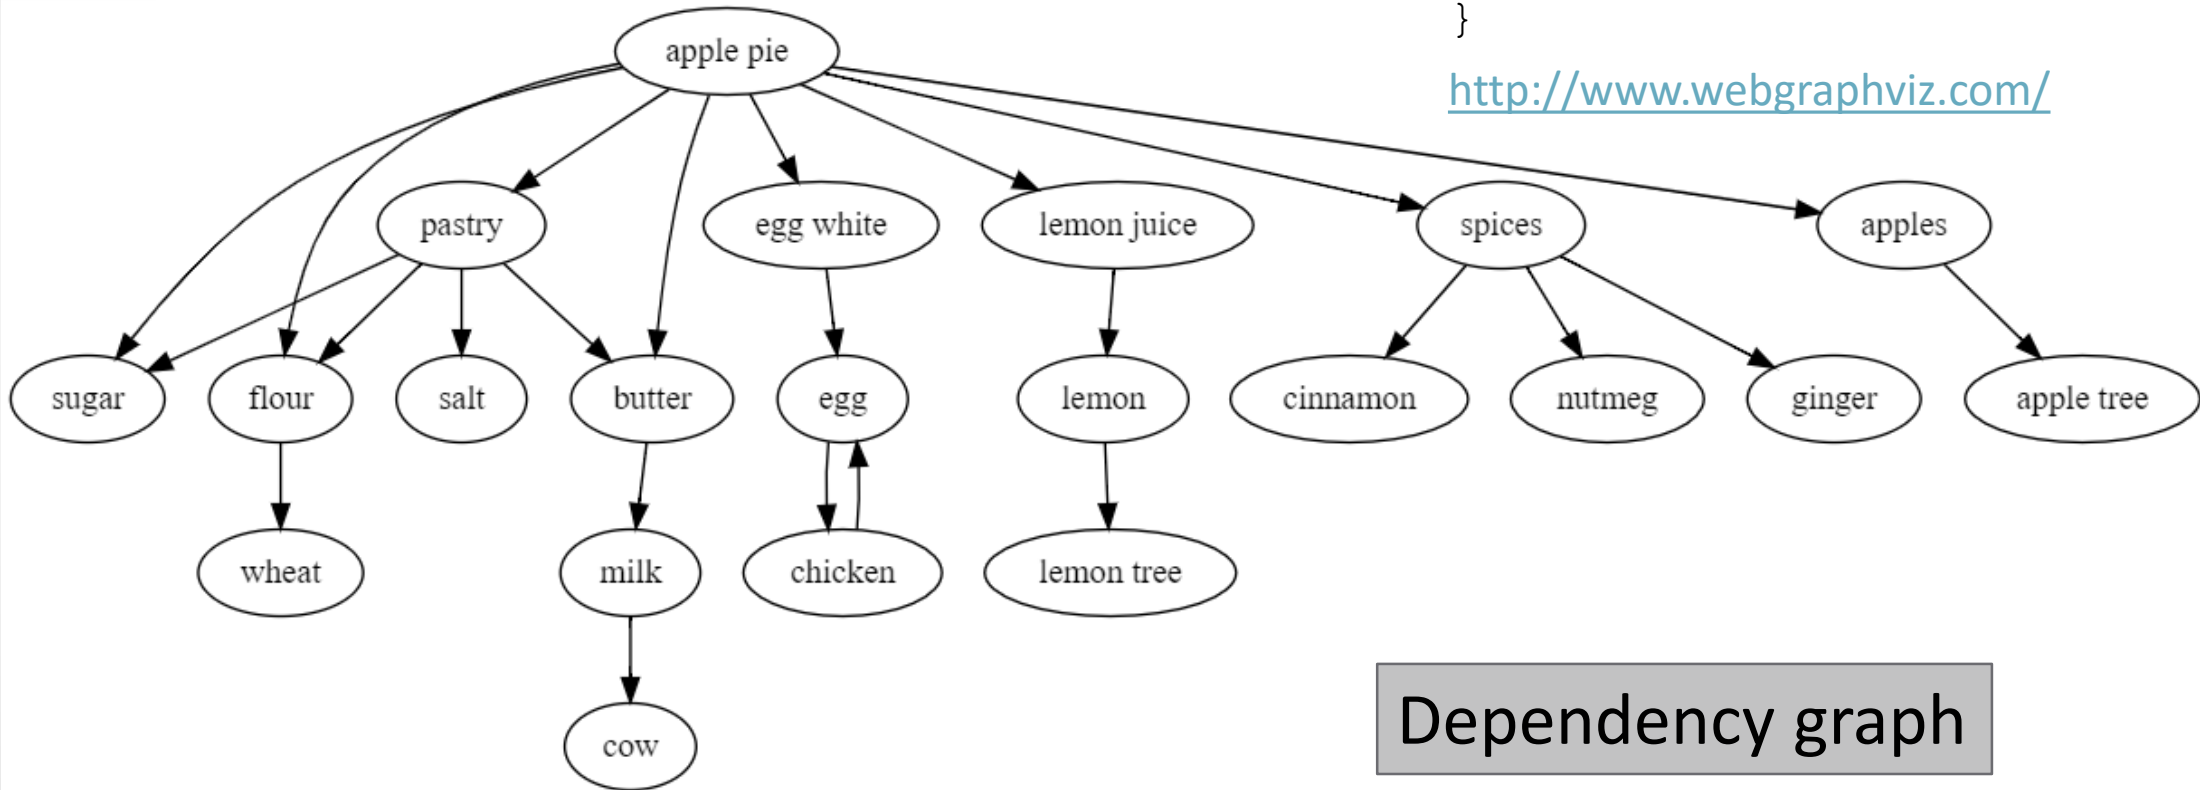 }
apple pie
http://www.webgraphviz.com/
pastry
egg white
lemon juice
spices
apples
sugar
flour
salt
butter
egg
lemon
cinnamon
nutmeg
ginger
apple tree
wheat
milk
chicken
lemon tree
cow
Dependency graph